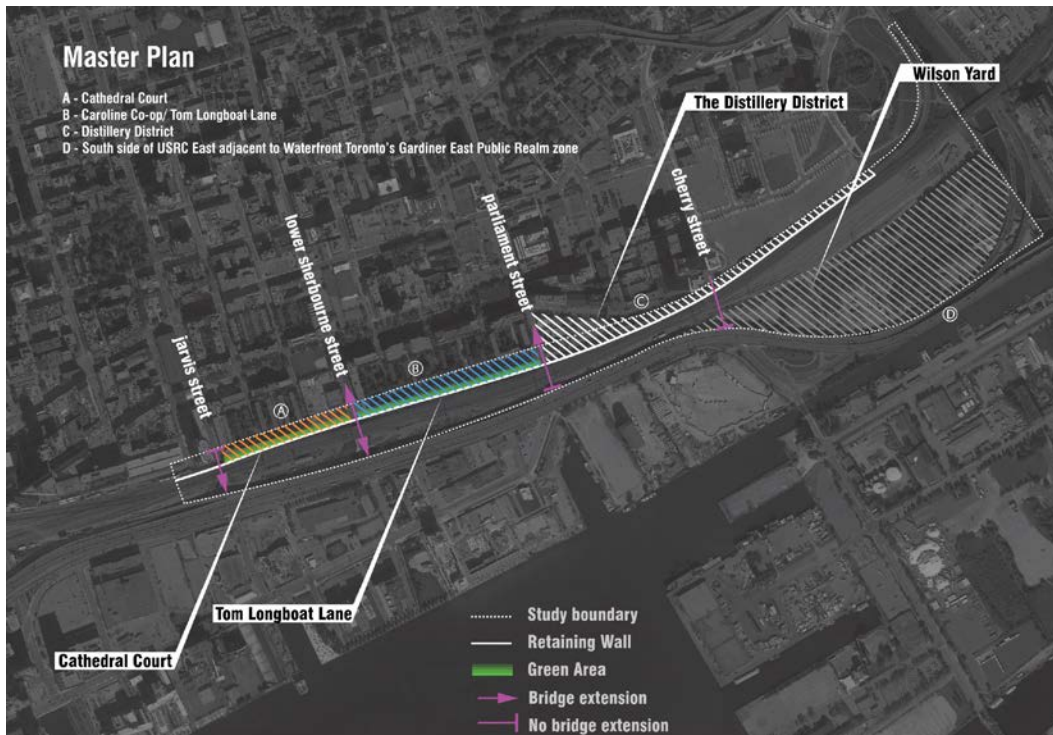 Master Plan
A - Cathedral Court
B - Caroline Co-op/ Tom Longboat Lane
C - Distillery District
D - South side of USRC East adjacent to Waterfront Toronto's Gardiner East Public Realm zone
Wilson Yard
The Distillery District
cherry street
parliament street
lower sherbourne street
jarvis street
C
D
B
A
Tom Longboat Lane
Cathedral Court
Study boundary
Retaining Wall
Green Area
Bridge extension
No bridge extension